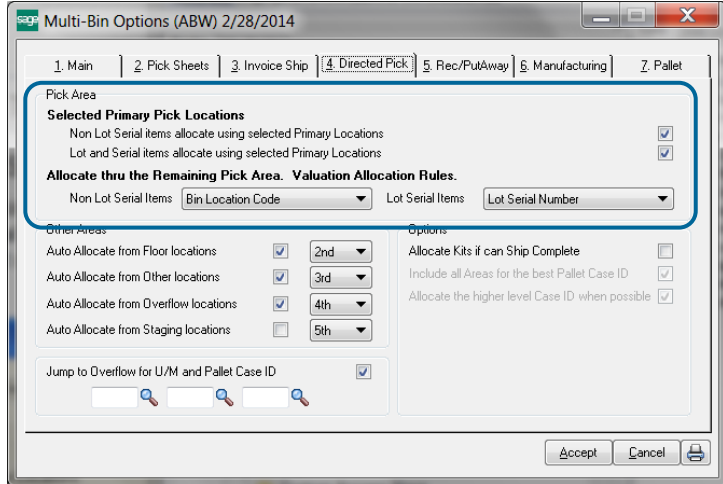 sage Multi-Bin Options (ABW) 2/28/2014
1. Main 2. Pick Sheets 3. Invoice Ship 4. Directed Pick 5. Rec/PutAway 6. Manufacturing 7. Pallet
Pick Area
Selected Primary Pick Locations
Non Lot Serial items allocate using selected Primary Locations
Lot and Serial items allocate using selected Primary Locations
Allocate thru the Remaining Pick Area. Valuation Allocation Rules.
Non Lot Serial Items Bin Location Code Lot Serial Items Lot Serial Number
Other Areas Options
Auto Allocate from Floor locations 2nd Allocate Kits if can Ship Complete
Auto Allocate from Other locations 3rd Include all Areas for the best Pallet Case ID
Auto Allocate from Overflow locations 4th Allocate the higher level Case ID when possible
Auto Allocate from Staging locations 5th
Jump to Overflow for U/M and Pallet Case ID
Accept Cancel